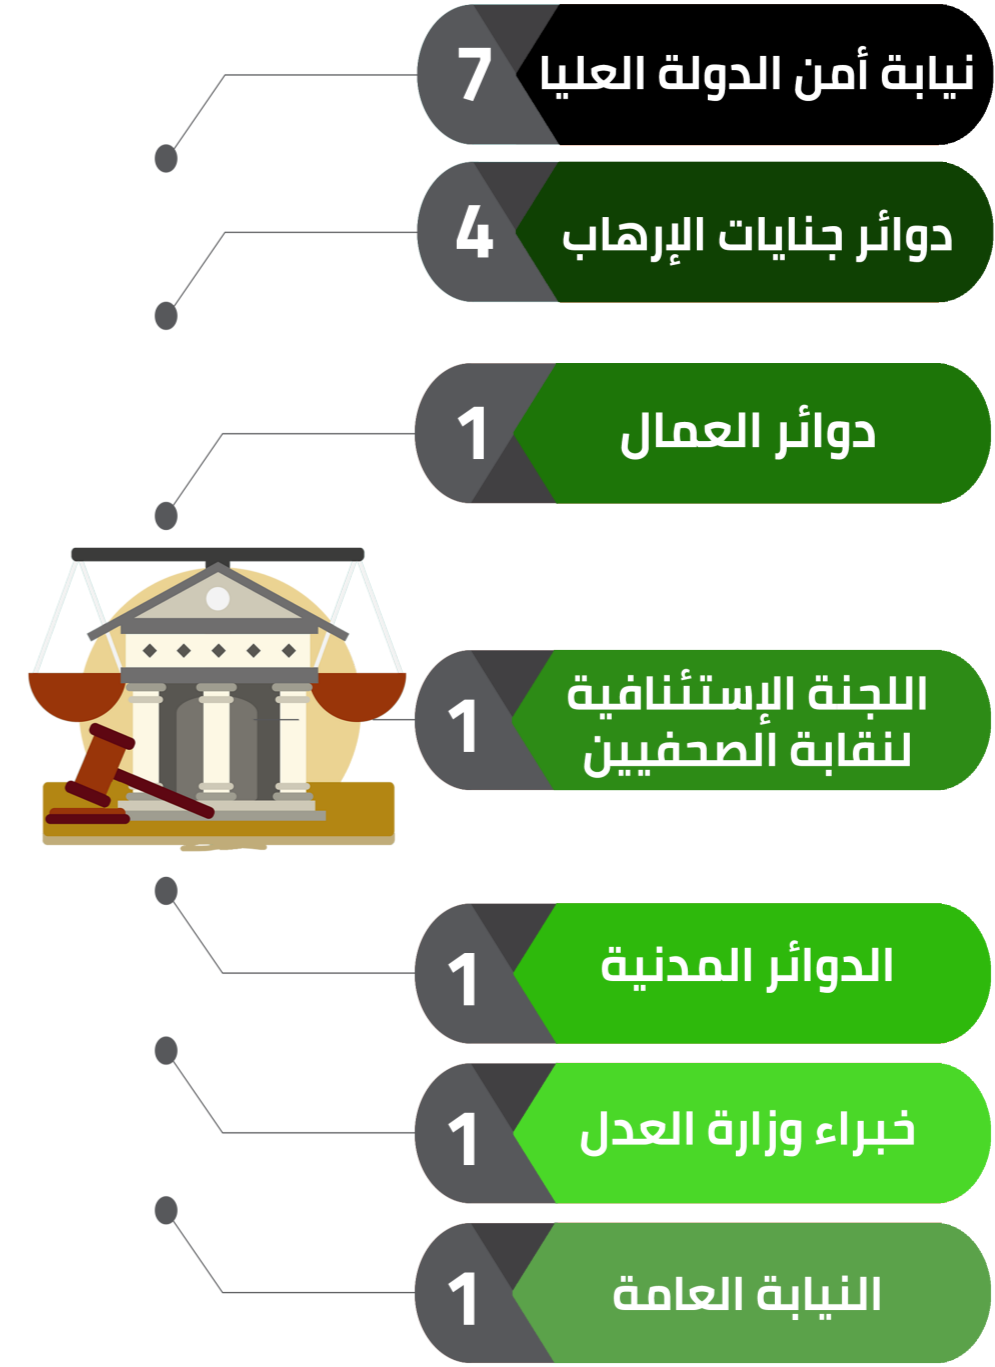 نيابة أمن الدولة العليا
7
دوائر جنايات الإرهاب
4
دوائر العمال
1
اللجنة الإستئنافية
لنقابة الصحفيين
1
الدوائر المدنية
1
خبراء وزارة العدل
1
النيابة العامة
1